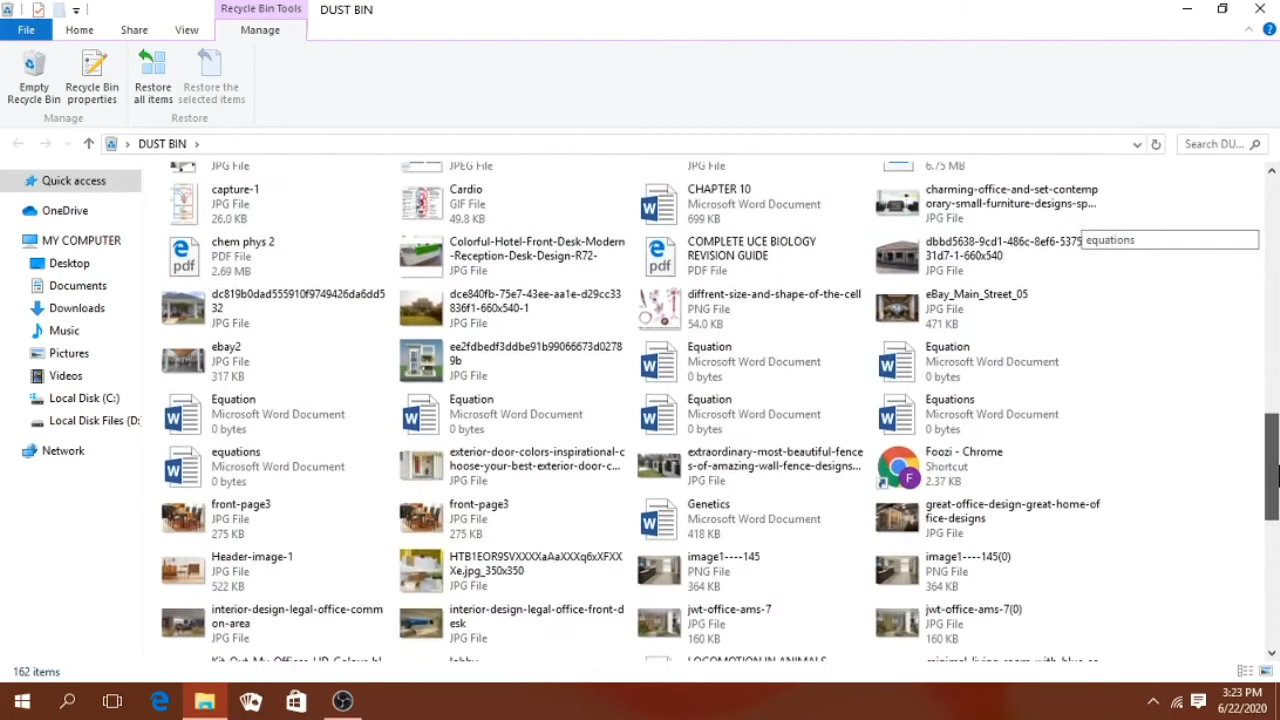 Recycle Bin Tools
DUST BIN
File
Home
Share
View
Manage
Empty
Recycle Bin
Recycle Bin
properties
Restore
all items
Restore the
selected items
Manage
Restore
DUST BIN
Search DU...
Quick access
OneDrive
MY COMPUTER
Desktop
Documents
Downloads
Music
Pictures
Videos
Local Disk (C:)
Local Disk Files (D:
Network
JPG File
JPEG File
JPG File
6.75 MB
capture-1
JPG File
26.0 KB
Cardio
GIF File
49.8 KB
CHAPTER 10
Microsoft Word Document
699 KB
charming-office-and-set-contemp
orary-small-furniture-designs-sp...
JPG File
equations
chem phys 2
PDF File
2.69 MB
Colorful-Hotel-Front-Desk-Modern
-Reception-Desk-Design-R72-
JPG File
COMPLETE UCE BIOLOGY
REVISION GUIDE
PDF File
dbbd5638-9cd1-486c-8ef6-5375
31d7-1-660x540
JPG File
dc819b0dad555910f9749426da6dd5
32
JPG File
dce840fb-75e7-43ee-aa1e-d29cc33
836f1-660x540-1
JPG File
diffrent-size-and-shape-of-the-cell
PNG File
54.0 KB
eBay_Main_Street_05
JPG File
471 KB
ebay2
JPG File
317 KB
ee2fdbedf3ddbe91b99066673d0278
9b
JPG File
Equation
Microsoft Word Document
0 bytes
Equation
Microsoft Word Document
0 bytes
Equation
Microsoft Word Document
0 bytes
Equation
Microsoft Word Document
0 bytes
Equation
Microsoft Word Document
0 bytes
Equations
Microsoft Word Document
0 bytes
equations
Microsoft Word Document
0 bytes
exterior-door-colors-inspirational-c
hoose-your-best-exterior-door-c...
JPG File
extraordinary-most-beautiful-fence
s-of-amazing-wall-fence-designs...
JPG File
Foozi - Chrome
Shortcut
2.37 KB
front-page3
JPG File
275 KB
front-page3
JPG File
275 KB
Genetics
Microsoft Word Document
418 KB
great-office-design-great-home-of
fice-designs
JPG File
Header-image-1
JPG File
522 KB
HTB1EOR9SVXXXXaAaXXXq6xXFXX
Xe.jpg_350x350
JPG File
image1----145
PNG File
364 KB
image1----145(0)
PNG File
364 KB
interior-design-legal-office-comm
on-area
JPG File
interior-design-legal-office-front-d
esk
JPG File
jwt-office-ams-7
JPG File
160 KB
jwt-office-ams-7(0)
JPG File
160 KB
lobby
LOCOMOTION IN ANIMALS
162 items
3:23 PM
6/22/2020